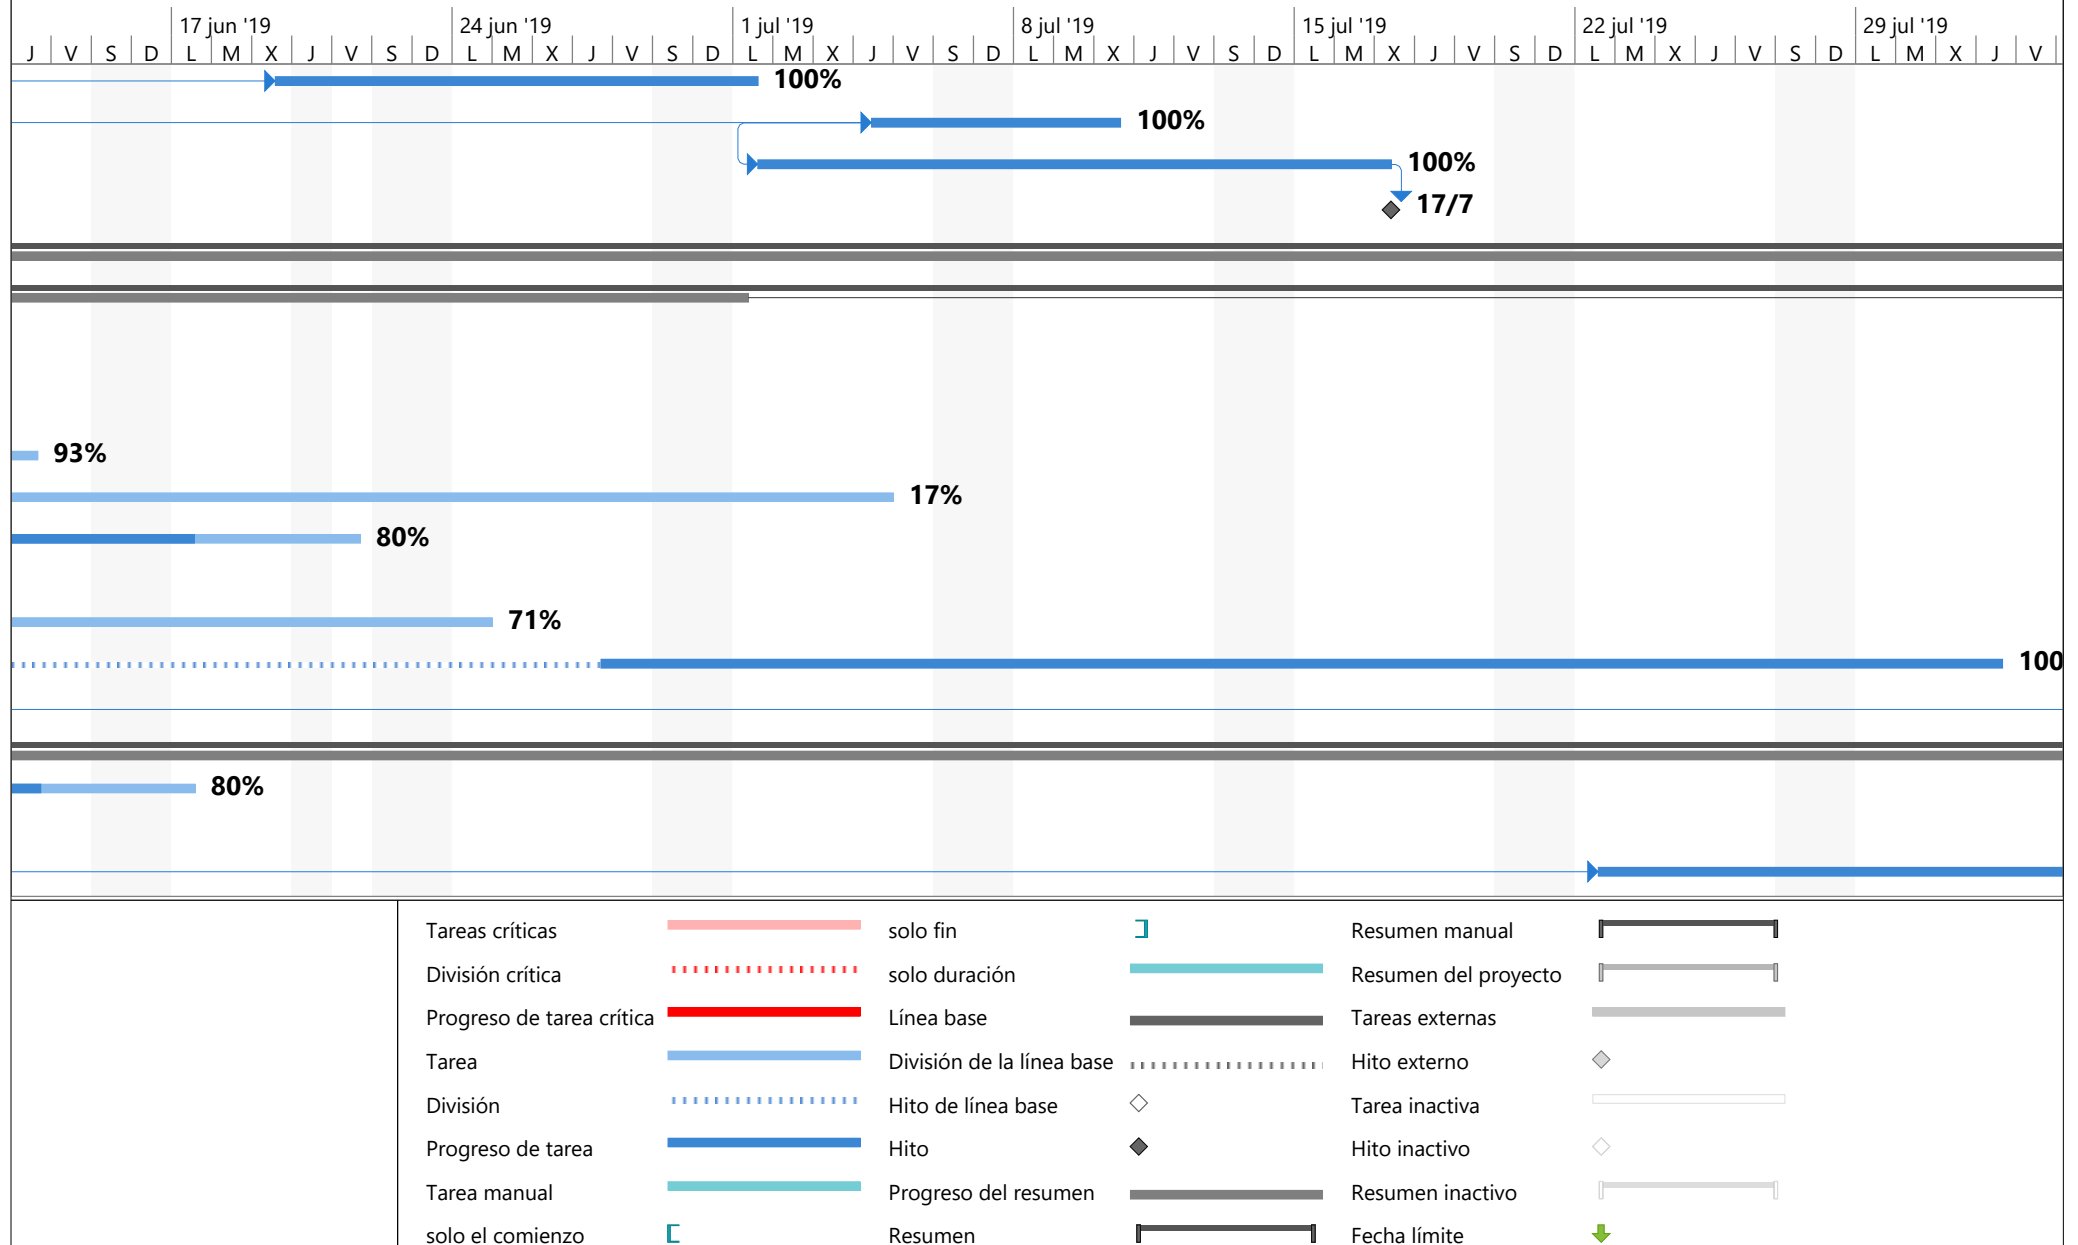 17 jun '19 24 jun '19 1 jul '19 8 jul '19 15 jul '19 22 jul '19 29 jul '19
J V S D L M X J V S D L M X J V S D L M X J V S D L M X J V S D L M X J V S D L M X J V S D L M X J V
100%
100%
100%
17/7
93%
17%
80%
71%
100
80%
Tareas críticas solo fin Resumen manual
División crítica solo duración Resumen del proyecto
Progreso de tarea crítica Línea base Tareas externas
Tarea División de la línea base Hito externo
División Hito de línea base Tarea inactiva
Progreso de tarea Hito Hito inactivo
Tarea manual Progreso del resumen Resumen inactivo
solo el comienzo Resumen Fecha límite